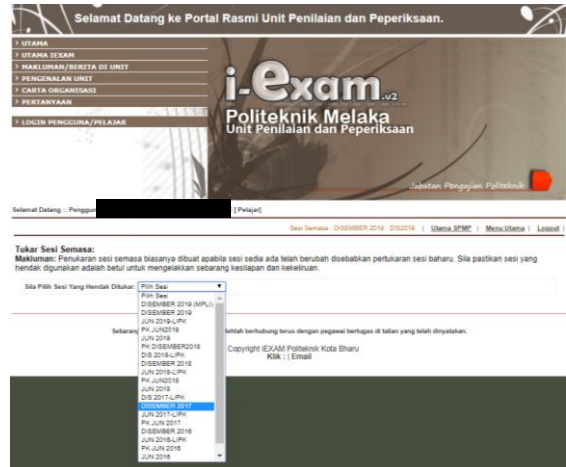 Selamat Datang ke Portal Rasmi Unit Penilaian dan Peperiksaan.
> UTAMA
> UTAMA IEXAM
> MAKLUMAN/BERITA DI UNIT
> PENGENALAN UNIT
> CARTA ORGANISASI
> PERTANYAAN
> LOGIN PENGGUNA/PELAJAR
i-Exam.v2
Politeknik Melaka
Unit Penilaian dan Peperiksaan
Jabatan Pengajian Politeknik
Selamat Datang :: Penggun
: [ Pelajar]
Sesi Semasa : DISEMBER 2019 : DIS2019 | Utama SPMP | Menu Utama | Logout |
Tukar Sesi Semasa:
Makluman: Penukaran sesi semasa biasanya dibuat apabila sesi sedia ada telah berubah disebabkan pertukaran sesi baharu. Sila pastikan sesi yang
hendak digunakan adalah betul untuk mengelakkan sebarang kesilapan dan kekeliruan.
Sila Pilih Sesi Yang Hendak Ditukar: Pilih Sesi
Pilih Sesi
DISEMBER 2019 (MPLI)
DISEMBER 2019
JUN 2019-LIPK
PK JUN2019
JUN 2019
PK DISEMBER2018
DIS 2018-LIPK
DISEMBER 2018
JUN 2018-LIPK
PK JUN2018
JUN 2018
DIS 2017-LIPK
DISEMBER 2017
JUN 2017-LIPK
PK JUN 2017
DISEMBER 2016
JUN 2016-LIPK
PK JUN 2016
JUN 2016
Sebarang
lehlah berhubung terus dengan pegawai bertugas di talian yang telah dinyatakan.
Copyright iEXAM Politeknik Kota Bharu
Klik : | Email